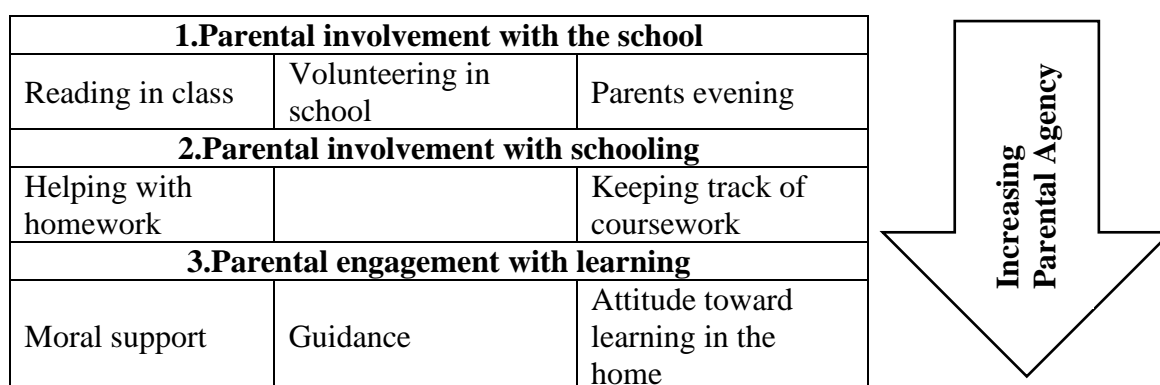 1.Parental involvement with the school
Reading in class
Volunteering in
school
Parents evening
2.Parental involvement with schooling
Helping with
homework
Keeping track of
coursework
3.Parental engagement with learning
Moral support
Guidance
Attitude toward
learning in the
home
Increasing
Parental Agency